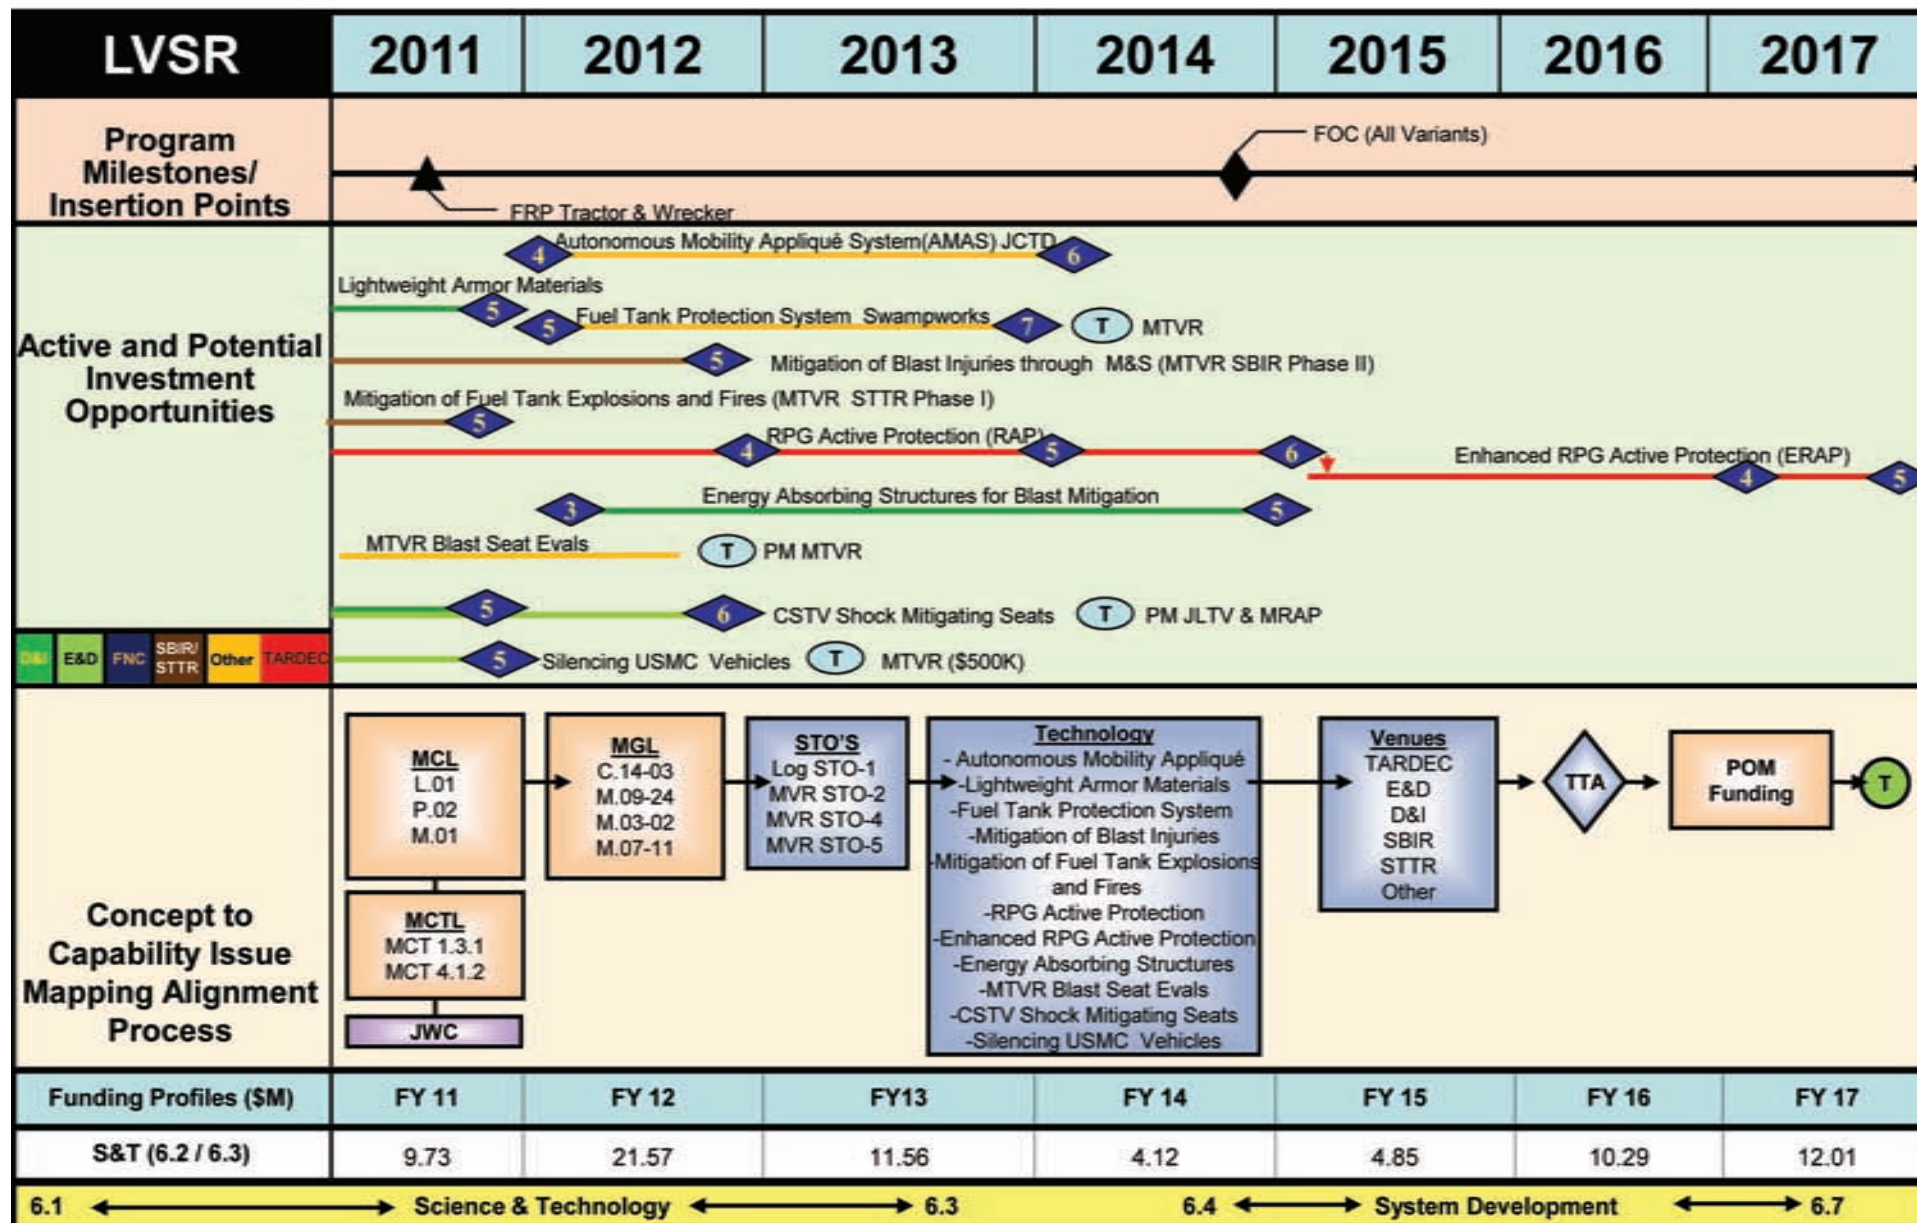 LVSR 2011 2012 2013 2014 2015 2016 2017
Program
Milestones/
Insertion Points
FOC (All Variants)
FRP Tractor & Wrecker
Active and Potential
Investment
Opportunities
4 Autonomous Mobility Appliqué System(AMAS) JCTD 6
Lightweight Armor Materials
5
5 Fuel Tank Protection System Swampworks 7 T MTVR
5 Mitigation of Blast Injuries through M&S (MTVR SBIR Phase II)
Mitigation of Fuel Tank Explosions and Fires (MTVR STTR Phase I)
5
4 RPG Active Protection (RAP) 5 6
Enhanced RPG Active Protection (ERAP) 4 5
3 Energy Absorbing Structures for Blast Mitigation 5
MTVR Blast Seat Evals T PM MTVR
5 6 CSTV Shock Mitigating Seats T PM JLTV & MRAP
5 Silencing USMC Vehicles T MTVR ($500K)
D&I E&D FNC SBIR/ STTR Other TARDEC
Concept to
Capability Issue
Mapping Alignment
Process
MCL
L.01
P.02
M.01
MCTL
MCT 1.3.1
MCT 4.1.2
JWC
MGL
C.14-03
M.09-24
M.03-02
M.07-11
STO'S
Log STO-1
MVR STO-2
MVR STO-4
MVR STO-5
Technology
- Autonomous Mobility Appliqué
-Lightweight Armor Materials
-Fuel Tank Protection System
-Mitigation of Blast Injuries
-Mitigation of Fuel Tank Explosions
and Fires
-RPG Active Protection
-Enhanced RPG Active Protection
-Energy Absorbing Structures
-MTVR Blast Seat Evals
-CSTV Shock Mitigating Seats
-Silencing USMC Vehicles
Venues
TARDEC
E&D
D&I
SBIR
STTR
Other
TTA
POM
Funding
T
Funding Profiles ($M) FY 11 FY 12 FY13 FY 14 FY 15 FY 16 FY 17
S&T (6.2 / 6.3) 9.73 21.57 11.56 4.12 4.85 10.29 12.01
6.1 Science & Technology 6.3 6.4 System Development 6.7